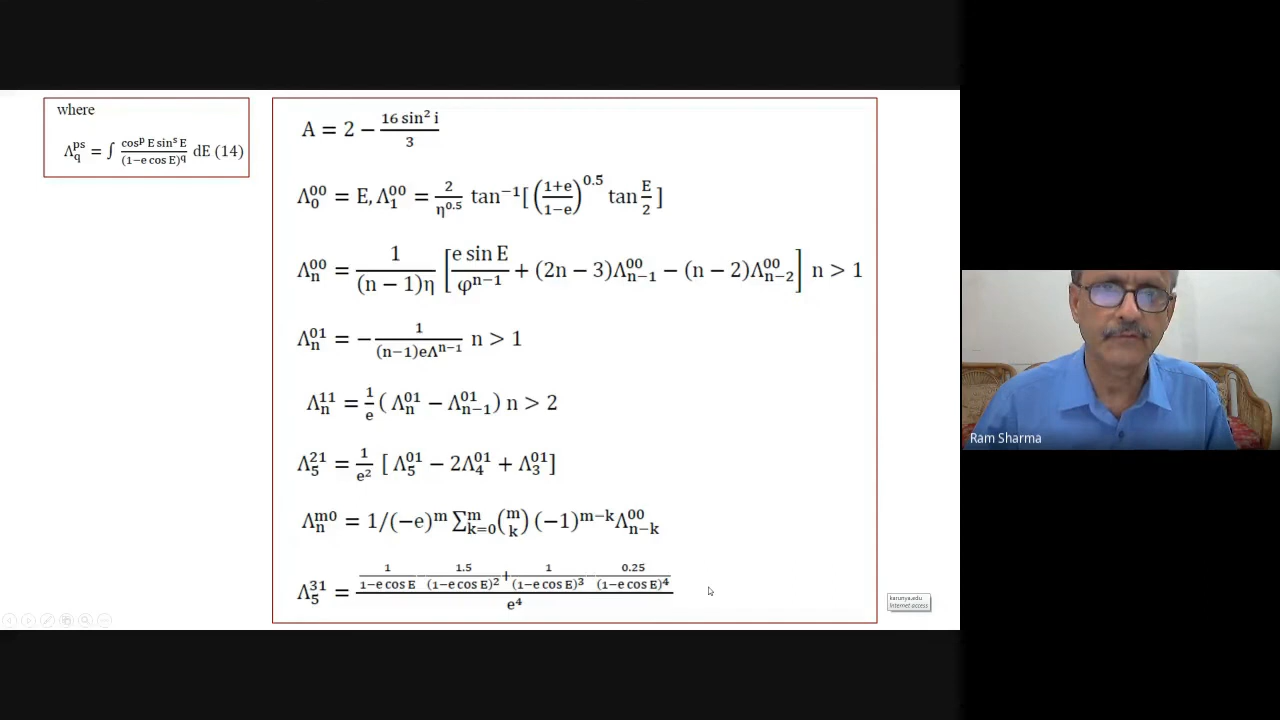 where
Λ_q^ps = ∫ cos^p E sin^s E / (1−e cos E)^q dE (14)
A = 2 − 16 sin² i / 3
Λ_0^00 = E, Λ_1^00 = 2/η^0.5 tan⁻¹[ ((1+e)/(1−e))^0.5 tan E/2 ]
Λ_n^00 = 1/((n − 1)η) [ e sin E / φ^(n−1) + (2n − 3)Λ_(n−1)^00 − (n − 2)Λ_(n−2)^00 ] n > 1
Λ_n^01 = − 1/((n−1)eΛ^(n−1)) n > 1
Λ_n^11 = 1/e ( Λ_n^01 − Λ_(n−1)^01 ) n > 2
Λ_5^21 = 1/e² [ Λ_5^01 − 2Λ_4^01 + Λ_3^01 ]
Λ_n^m0 = 1/(−e)^m Σ_(k=0)^m (m k) (−1)^(m−k) Λ_(n−k)^00
Λ_5^31 = ( 1/(1−e cos E) − 1.5/(1−e cos E)² + 1/(1−e cos E)³ − 0.25/(1−e cos E)⁴ ) / e⁴
karunya.edu
Internet access
Ram Sharma